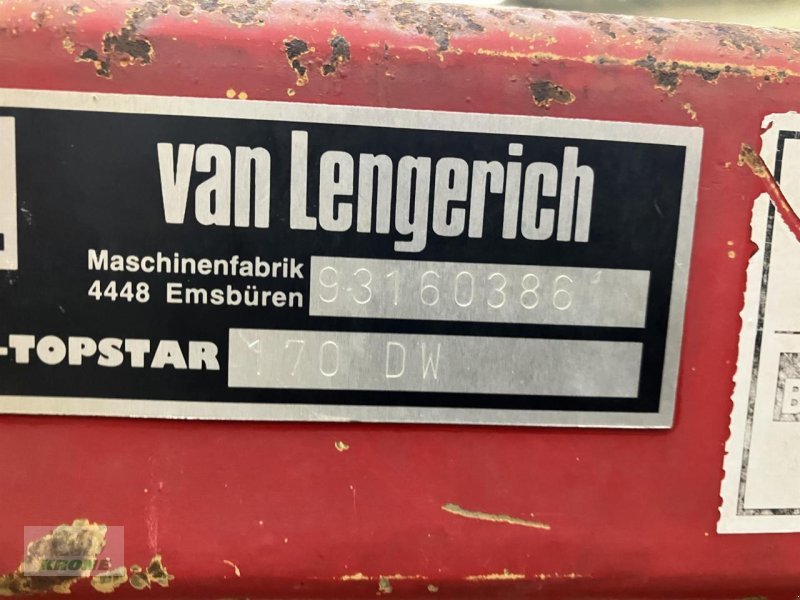 van Lengerich
Maschinenfabrik
4448 Emsbüren 93160386
-TOPSTAR 170 DW
B
KRONE